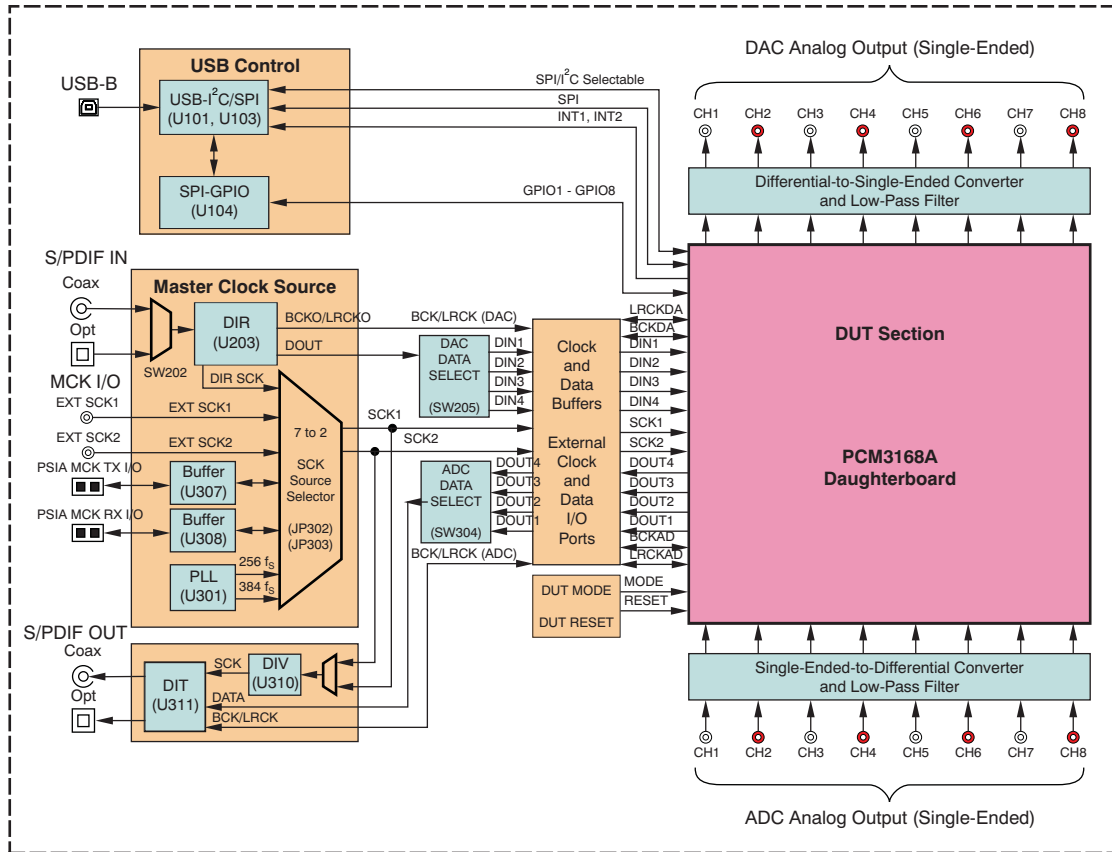 DAC Analog Output (Single-Ended)
CH1 CH2 CH3 CH4 CH5 CH6 CH7 CH8
Differential-to-Single-Ended Converter
and Low-Pass Filter
USB-B
USB Control
USB-I²C/SPI
(U101, U103)
SPI-GPIO
(U104)
SPI/I²C Selectable
SPI
INT1, INT2
GPIO1 - GPIO8
S/PDIF IN
Coax
Opt
SW202
MCK I/O
EXT SCK1
EXT SCK2
PSIA MCK TX I/O
PSIA MCK RX I/O
Master Clock Source
DIR
(U203)
BCKO/LRCKO
DOUT
DIR SCK
EXT SCK1
EXT SCK2
Buffer
(U307)
Buffer
(U308)
PLL
(U301)
256 fS
384 fS
7 to 2
SCK
Source
Selector
(JP302)
(JP303)
SCK1
SCK2
BCK/LRCK (DAC)
DAC
DATA
SELECT
(SW205)
DIN1
DIN2
DIN3
DIN4
ADC
DATA
SELECT
(SW304)
DOUT4
DOUT3
DOUT2
DOUT1
BCK/LRCK (ADC)
Clock
and
Data
Buffers
External
Clock
and
Data
I/O
Ports
LRCKDA
BCKDA
DIN1
DIN2
DIN3
DIN4
SCK1
SCK2
DOUT4
DOUT3
DOUT2
DOUT1
BCKAD
LRCKAD
DUT MODE
DUT RESET
MODE
RESET
DUT Section
PCM3168A
Daughterboard
S/PDIF OUT
Coax
Opt
DIT
(U311)
SCK
DIV
(U310)
DATA
BCK/LRCK
Single-Ended-to-Differential Converter
and Low-Pass Filter
CH1 CH2 CH3 CH4 CH5 CH6 CH7 CH8
ADC Analog Output (Single-Ended)